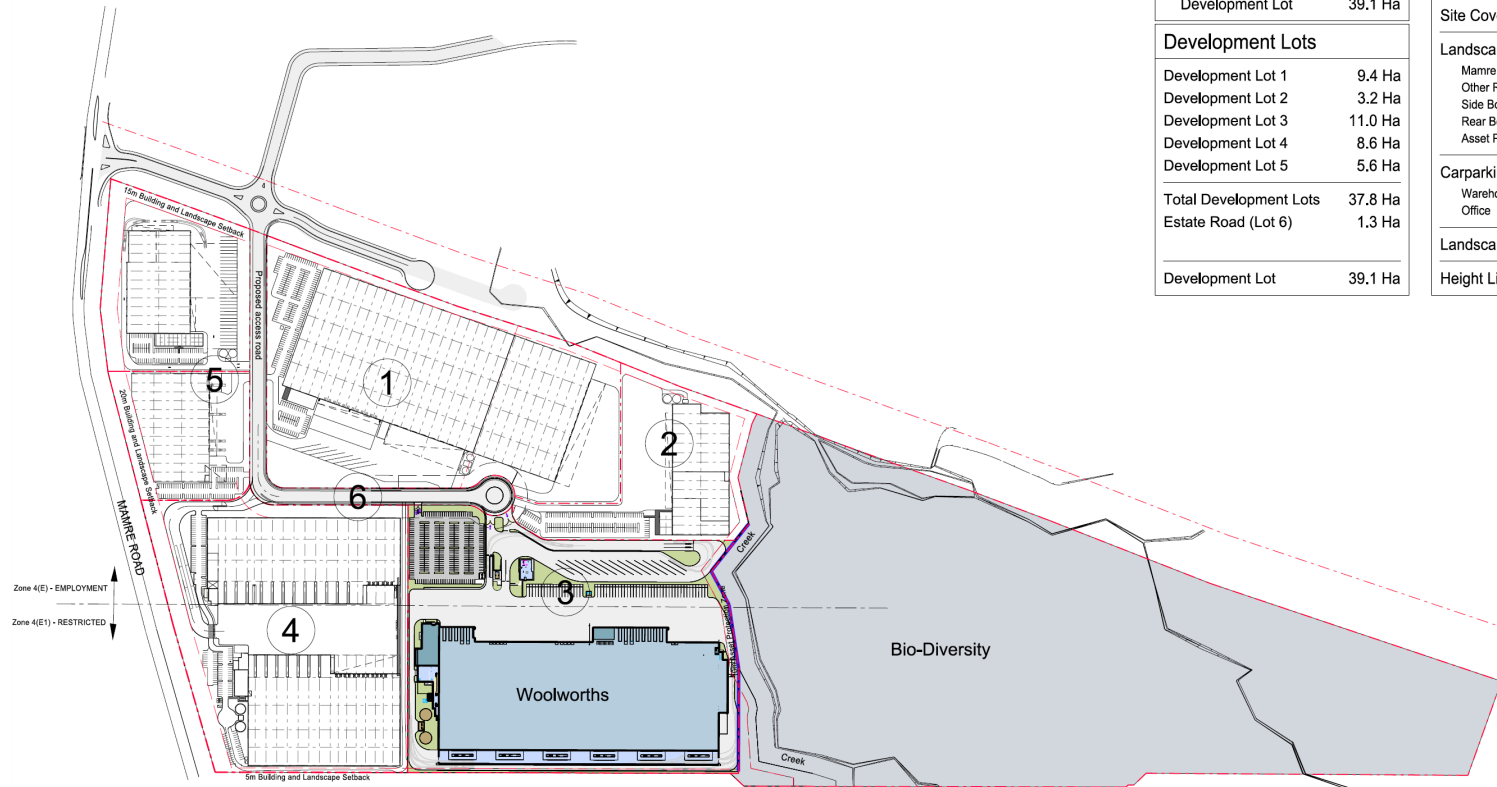 Development Lot 39.1 Ha
Development Lots
Development Lot 1 9.4 Ha
Development Lot 2 3.2 Ha
Development Lot 3 11.0 Ha
Development Lot 4 8.6 Ha
Development Lot 5 5.6 Ha
Total Development Lots 37.8 Ha
Estate Road (Lot 6) 1.3 Ha
Development Lot 39.1 Ha
Site Cov
Landsca
Mamre
Other
Side Bo
Rear B
Asset
Carparki
Wareho
Office
Landsca
Height Li
15m Building and Landscape Setback
Proposed access road
20m Building and Landscape Setback
MAMRE ROAD
5
1
2
6
3
4
Zone 4(E) - EMPLOYMENT
Zone 4(E1) - RESTRICTED
Creek
Asset Protection Zone
Bio-Diversity
Woolworths
Creek
5m Building and Landscape Setback